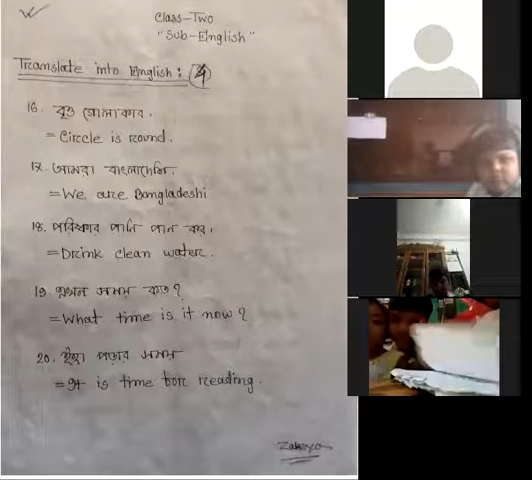 Class-Two
"Sub-English"
Translate into English: 4
16. বৃত্ত গোলাকার.
= Circle is round.
17. আমরা বাংলাদেশি.
= We are Bangladeshi
18. পরিষ্কার পানি পান কর.
= Drink clean water.
19. এখন সময় কত?
= What time is it now?
20. ইহা পড়ার সময়
= It is time for reading.